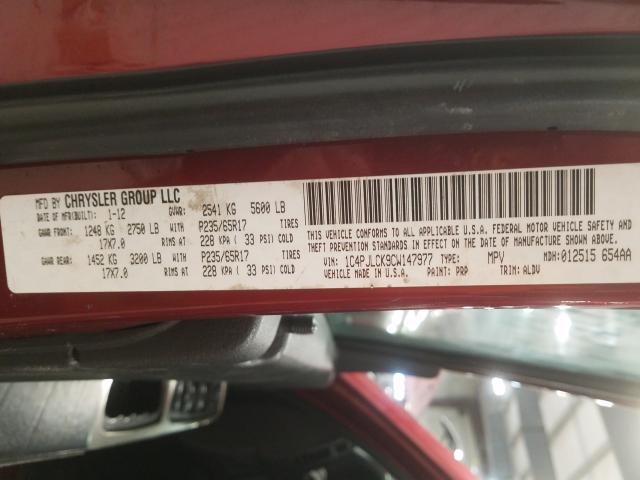 MFD BY CHRYSLER GROUP LLC
DATE OF MFR(BUILT): 1-12 GVWR: 2541 KG 5600 LB
GAWR FRONT: 1248 KG 2750 LB WITH P235/65R17 TIRES
17X7.0 RIMS AT 228 KPA ( 33 PSI) COLD
GAWR REAR: 1452 KG 3200 LB WITH P235/65R17 TIRES
17X7.0 RIMS AT 228 KPA ( 33 PSI) COLD
THIS VEHICLE CONFORMS TO ALL APPLICABLE U.S.A. FEDERAL MOTOR VEHICLE SAFETY AND
THEFT PREVENTION STANDARDS IN EFFECT ON THE DATE OF MANUFACTURE SHOWN ABOVE.
VIN: 1C4PJLCK9CW147977 TYPE: MPV MDH: 012515 654AA
VEHICLE MADE IN U.S.A. PAINT: PRP TRIM: ALDV